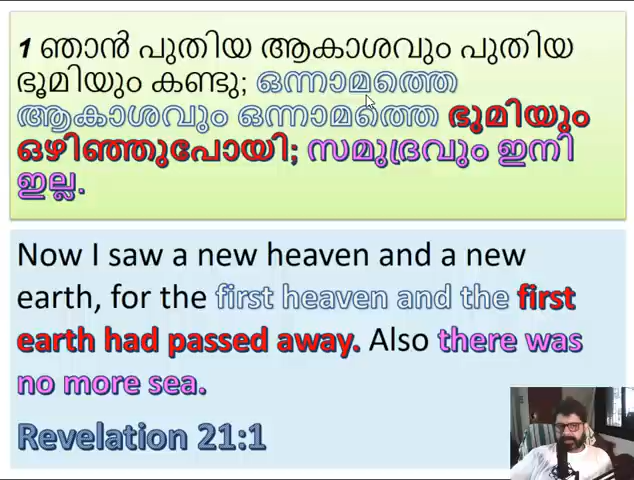 1 ഞാൻ പുതിയ ആകാശവും പുതിയ
ഭൂമിയും കണ്ടു; ഒന്നാമത്തെ
ആകാശവും ഒന്നാമത്തെ ഭൂമിയും
ഒഴിഞ്ഞുപോയി; സമുദ്രവും ഇനി
ഇല്ല.
Now I saw a new heaven and a new
earth, for the first heaven and the first
earth had passed away. Also there was
no more sea.
Revelation 21:1